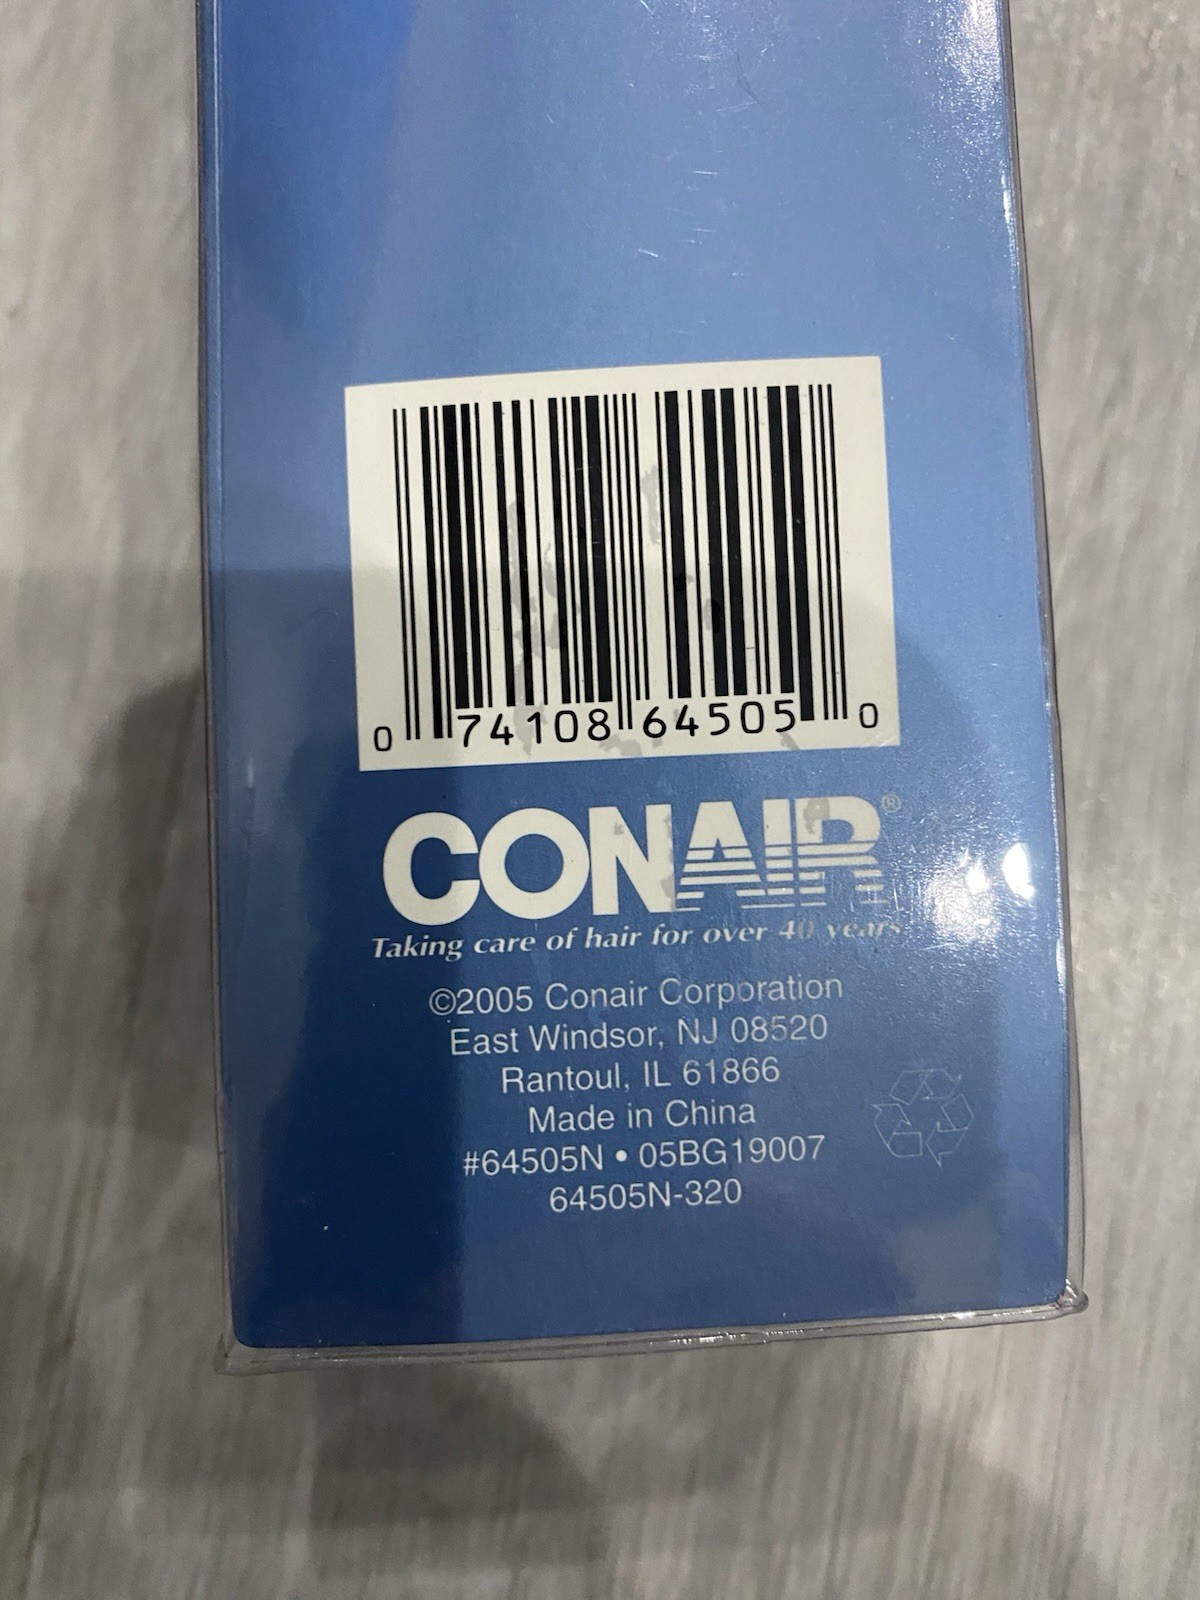 0 74108 64505 0
CONAIR®
Taking care of hair for over 40 years
©2005 Conair Corporation
East Windsor, NJ 08520
Rantoul, IL 61866
Made in China
#64505N • 05BG19007
64505N-320